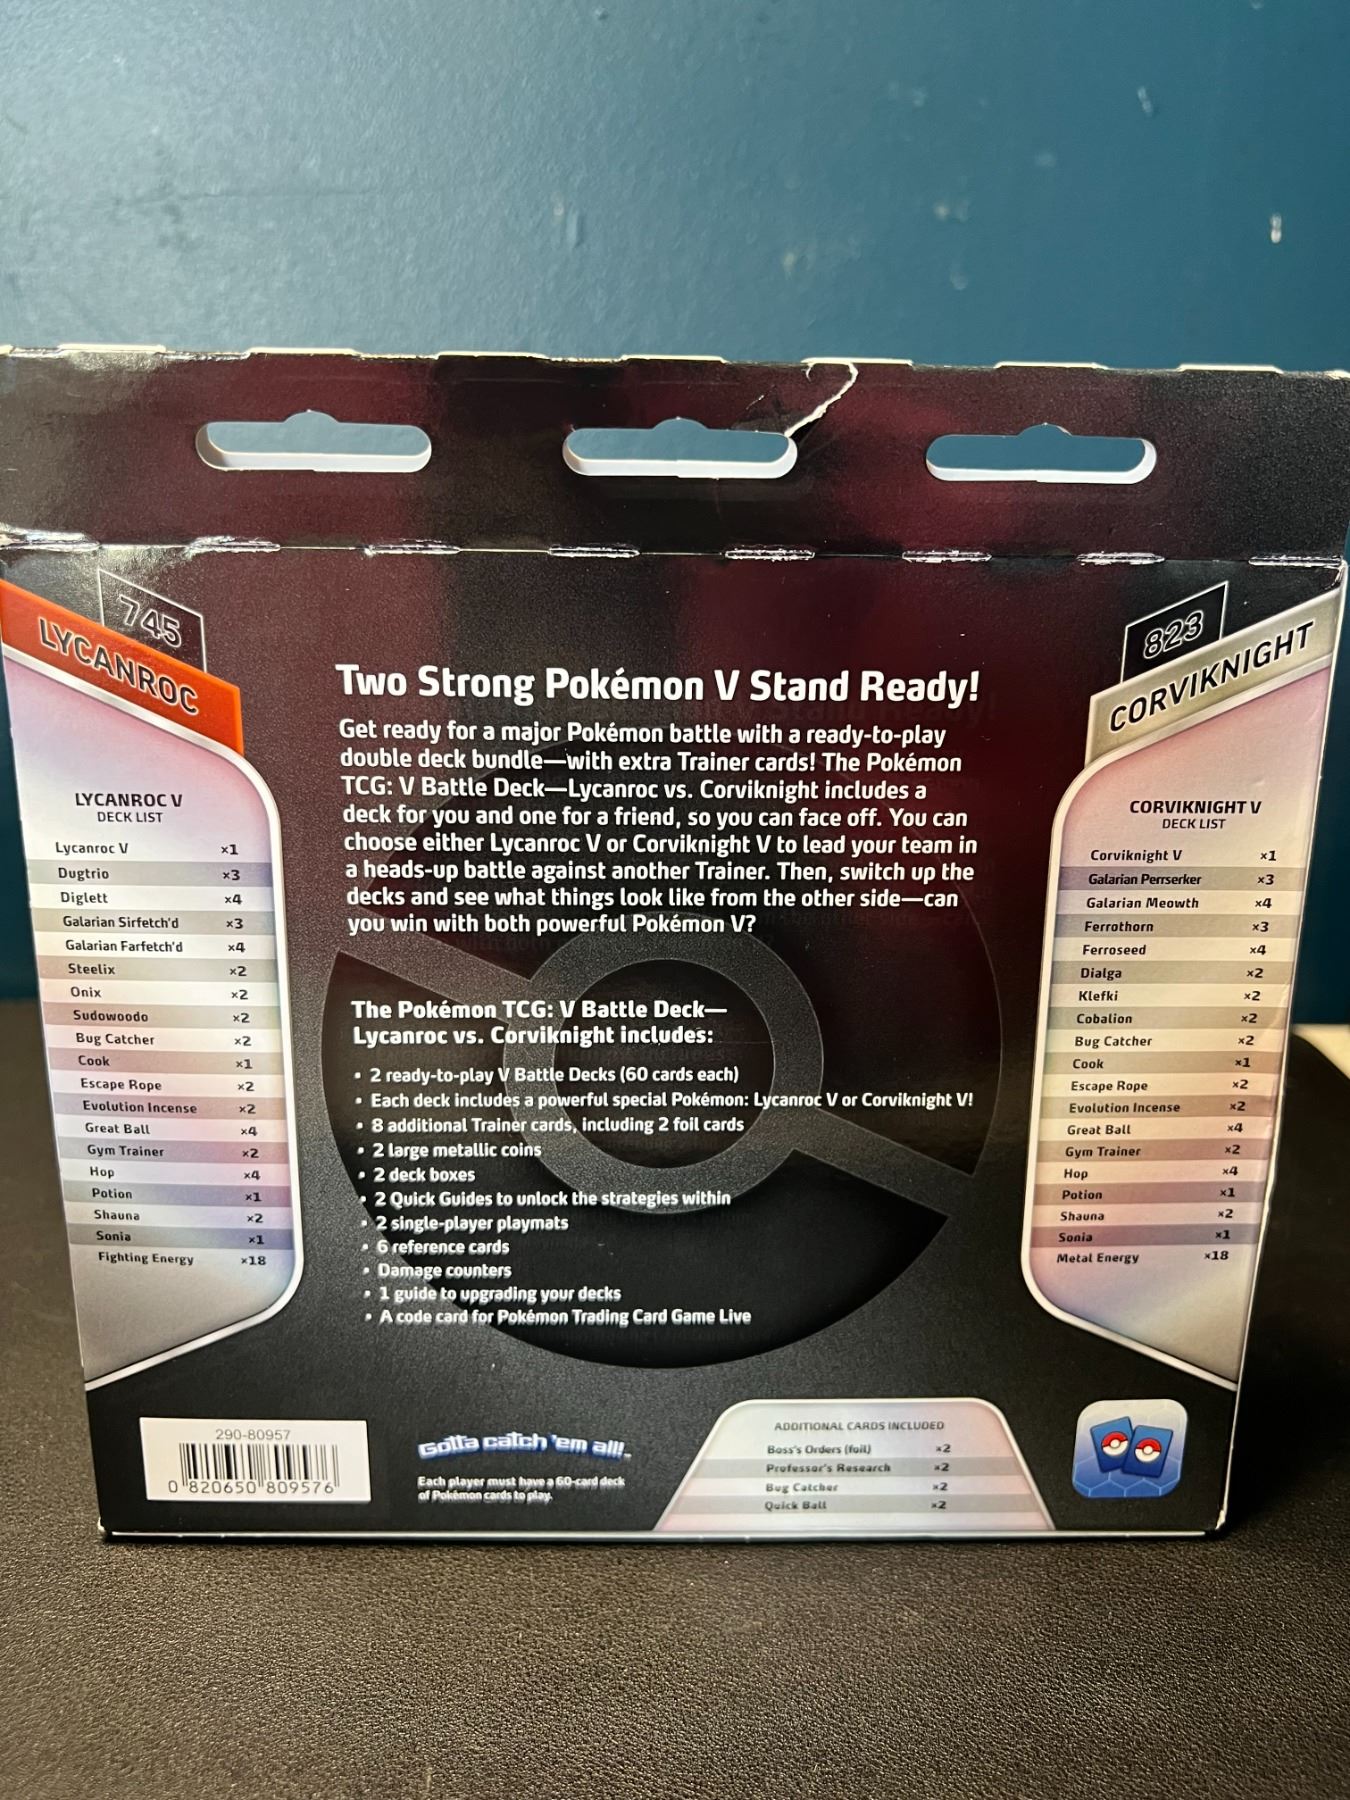 745
LYCANROC
LYCANROC V
DECK LIST
Lycanroc V ×1
Dugtrio ×3
Diglett ×4
Galarian Sirfetch'd ×3
Galarian Farfetch'd ×4
Steelix ×2
Onix ×2
Sudowoodo ×2
Bug Catcher ×2
Cook ×1
Escape Rope ×2
Evolution Incense ×2
Great Ball ×4
Gym Trainer ×2
Hop ×4
Potion ×1
Shauna ×2
Sonia ×1
Fighting Energy ×18
Two Strong Pokémon V Stand Ready!
Get ready for a major Pokémon battle with a ready-to-play
double deck bundle—with extra Trainer cards! The Pokémon
TCG: V Battle Deck—Lycanroc vs. Corviknight includes a
deck for you and one for a friend, so you can face off. You can
choose either Lycanroc V or Corviknight V to lead your team in
a heads-up battle against another Trainer. Then, switch up the
decks and see what things look like from the other side—can
you win with both powerful Pokémon V?
The Pokémon TCG: V Battle Deck—
Lycanroc vs. Corviknight includes:
• 2 ready-to-play V Battle Decks (60 cards each)
• Each deck includes a powerful special Pokémon: Lycanroc V or Corviknight V!
• 8 additional Trainer cards, including 2 foil cards
• 2 large metallic coins
• 2 deck boxes
• 2 Quick Guides to unlock the strategies within
• 2 single-player playmats
• 6 reference cards
• Damage counters
• 1 guide to upgrading your decks
• A code card for Pokémon Trading Card Game Live
823
CORVIKNIGHT
CORVIKNIGHT V
DECK LIST
Corviknight V ×1
Galarian Perrserker ×3
Galarian Meowth ×4
Ferrothorn ×3
Ferroseed ×4
Dialga ×2
Klefki ×2
Cobalion ×2
Bug Catcher ×2
Cook ×1
Escape Rope ×2
Evolution Incense ×2
Great Ball ×4
Gym Trainer ×2
Hop ×4
Potion ×1
Shauna ×2
Sonia ×1
Metal Energy ×18
290-80957
0 820650 809576
Gotta catch 'em all!™
Each player must have a 60-card deck
of Pokémon cards to play.
ADDITIONAL CARDS INCLUDED
Boss's Orders (foil) ×2
Professor's Research ×2
Bug Catcher ×2
Quick Ball ×2